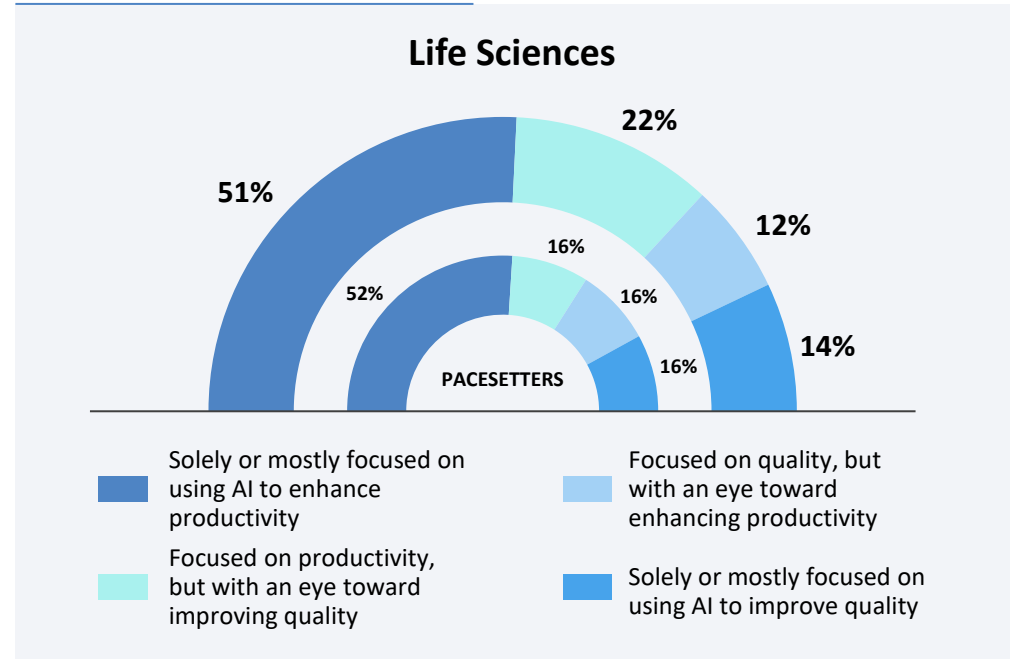 Life Sciences
51%
22%
12%
14%
52%
16%
16%
16%
PACESETTERS
Solely or mostly focused on
using AI to enhance
productivity
Focused on productivity,
but with an eye toward
improving quality
Focused on quality, but
with an eye toward
enhancing productivity
Solely or mostly focused on
using AI to improve quality